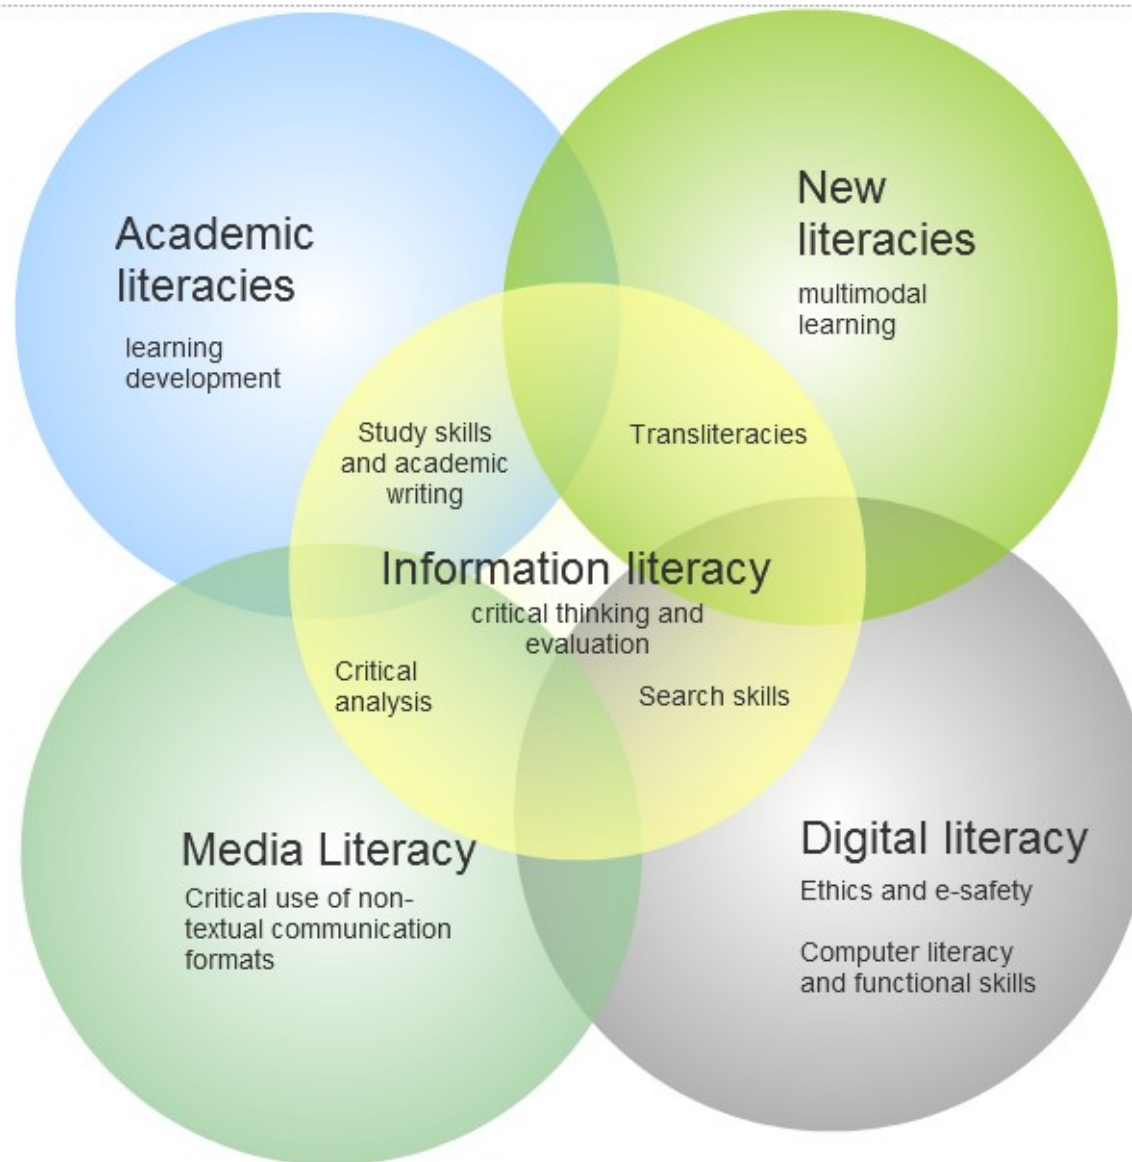 Academic
literacies
learning
development
New
literacies
multimodal
learning
Study skills
and academic
writing
Transliteracies
Information literacy
critical thinking and
evaluation
Critical
analysis
Search skills
Media Literacy
Critical use of non-
textual communication
formats
Digital literacy
Ethics and e-safety
Computer literacy
and functional skills